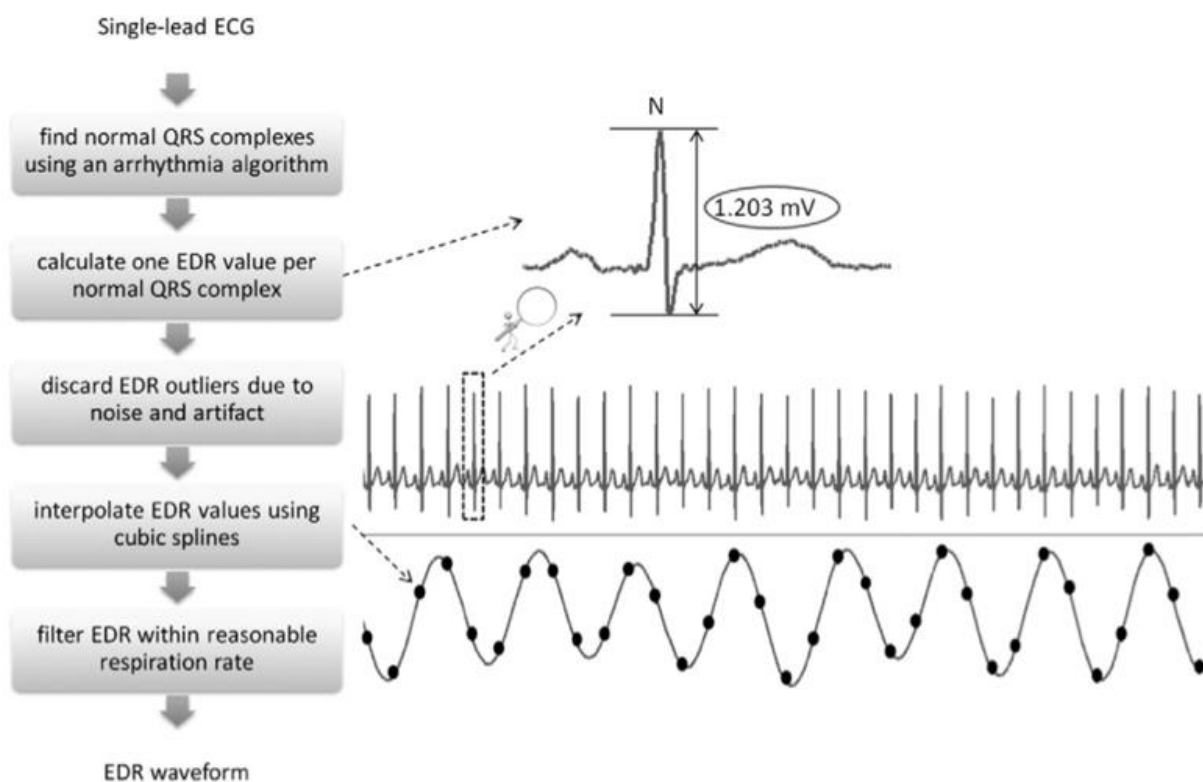 Single-lead ECG
find normal QRS complexes
using an arrhythmia algorithm
calculate one EDR value per
normal QRS complex
discard EDR outliers due to
noise and artifact
interpolate EDR values using
cubic splines
filter EDR within reasonable
respiration rate
EDR waveform
N
1.203 mV